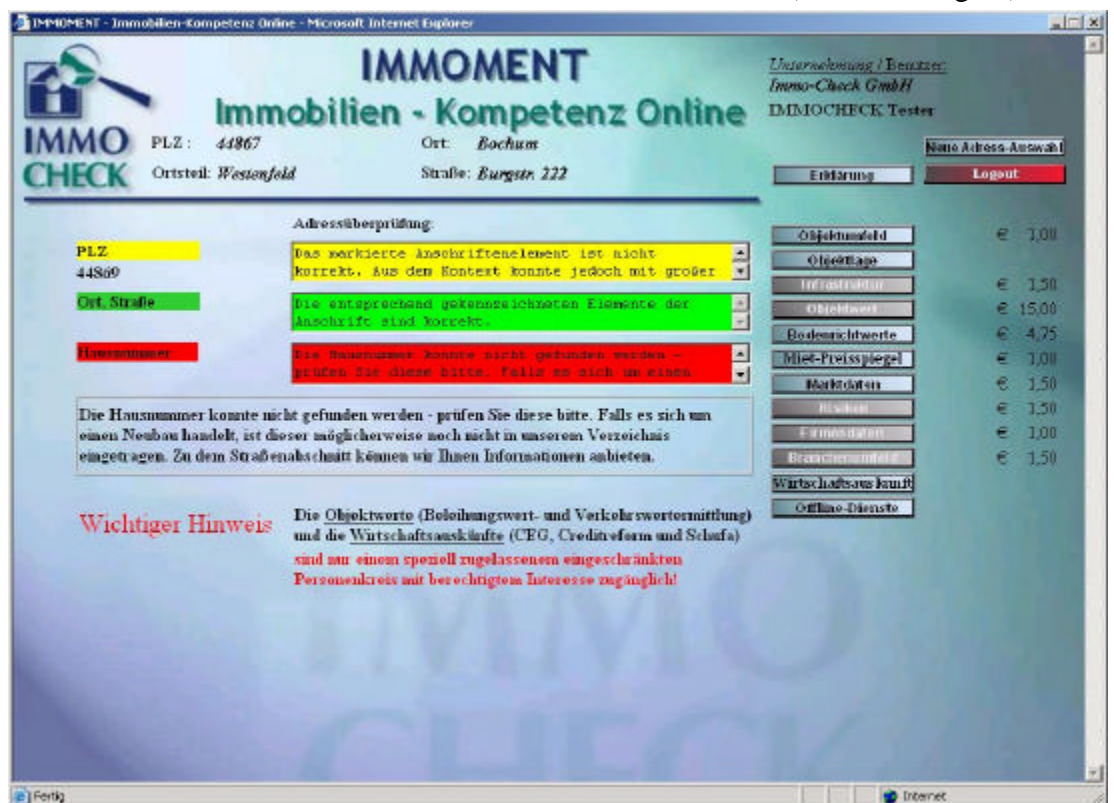 IMMOMENT - Immobilien-Kompetenz Online - Microsoft Internet Explorer
IMMOMENT
Immobilien - Kompetenz Online
IMMO
CHECK
Unternehmung / Benutzer:
Immo-Check GmbH
IMMOCHECK Tester
PLZ: 44867 Ort: Bochum
Ortsteil: Westenfeld Straße: Burgstr. 222
Neue Adress-Auswahl
Erklärung Logout
Adressüberprüfung:
PLZ
44869
Das markierte Anschriftenelement ist nicht
korrekt. Aus dem Kontext konnte jedoch mit großer
Ort, Straße
Die entsprechend gekennzeichneten Elemente der
Anschrift sind korrekt.
Hausnummer
Die Hausnummer konnte nicht gefunden werden -
prüfen Sie diese bitte. Falls es sich um einen
Die Hausnummer konnte nicht gefunden werden - prüfen Sie diese bitte. Falls es sich um
einen Neubau handelt, ist dieser möglicherweise noch nicht in unserem Verzeichnis
eingetragen. Zu dem Straßenabschnitt können wir Ihnen Informationen anbieten.
Wichtiger Hinweis
Die Objektwerte (Beleihungswert- und Verkehrswertermittlung)
und die Wirtschaftsauskünfte (CEG, Creditreform und Schufa)
sind nur einem speziell zugelassenem eingeschränkten
Personenkreis mit berechtigtem Interesse zugänglich!
Objektumfeld € 1,00
Objektlage
Infrastruktur € 1,50
Objektwert € 15,00
Bodenrichtwerte € 4,75
Miet-Preisspiegel € 1,00
Marktdaten € 1,50
Risiken € 1,50
Firmendaten € 1,00
Branchenumfeld € 1,50
Wirtschaftsauskunft
Offline-Dienste
IMMO
CHECK
Fertig Internet